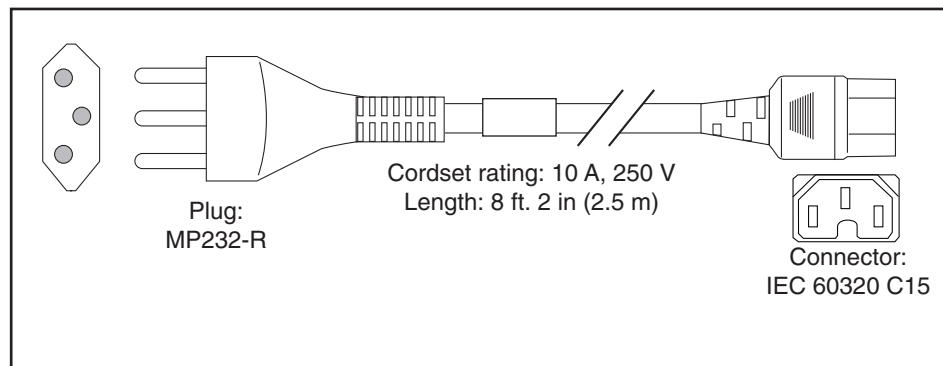 Cordset rating: 10 A, 250 V
Length: 8 ft. 2 in (2.5 m)
Plug:
MP232-R
Connector:
IEC 60320 C15